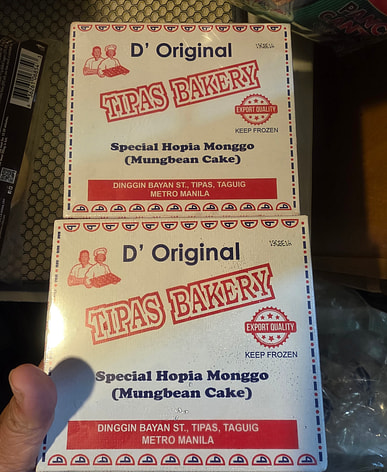 D' Original
TIPAS BAKERY
EXPORT QUALITY
KEEP FROZEN
Special Hopia Monggo
(Mungbean Cake)
DINGGIN BAYAN ST., TIPAS, TAGUIG
METRO MANILA
D' Original
TIPAS BAKERY
EXPORT QUALITY
KEEP FROZEN
Special Hopia Monggo
(Mungbean Cake)
DINGGIN BAYAN ST., TIPAS, TAGUIG
METRO MANILA